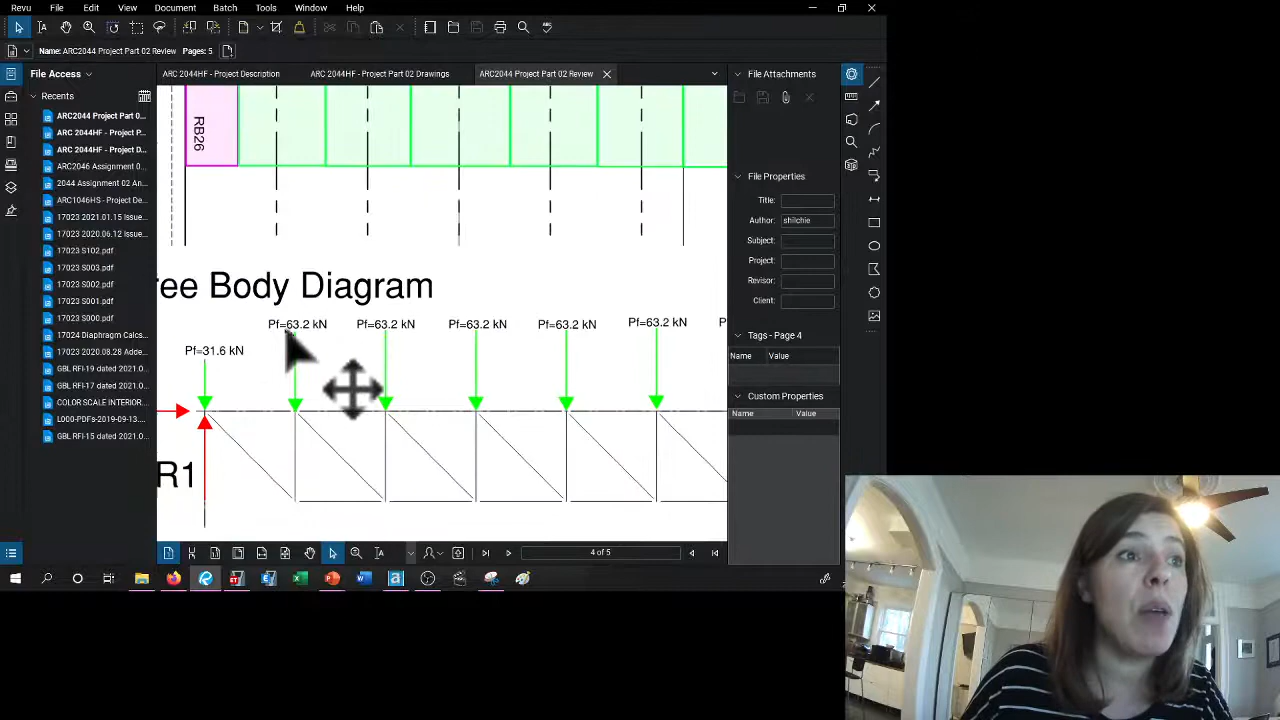 Revu File Edit View Document Batch Tools Window Help
Name: ARC2044 Project Part 02 Review Pages: 5
File Access
Recents
ARC2044 Project Part 0...
ARC 2044HF - Project P...
ARC 2044HF - Project D...
ARC2046 Assignment 0...
2044 Assignment 02 An...
ARC1046HS - Project De...
17023 2021.01.15 Issue...
17023 2020.06.12 Issue...
17023 S102.pdf
17023 S003.pdf
17023 S002.pdf
17023 S001.pdf
17023 S000.pdf
17024 Diaphragm Calcs...
17023 2020.08.28 Adde...
GBL RFI-19 dated 2021.0...
GBL RFI-17 dated 2021.0...
COLOR SCALE INTERIOR...
L000-PDFs-2019-09-13....
GBL RFI-15 dated 2021.0...
ARC 2044HF - Project Description ARC 2044HF - Project Part 02 Drawings ARC2044 Project Part 02 Review
RB26
ree Body Diagram
Pf=63.2 kN Pf=63.2 kN Pf=63.2 kN Pf=63.2 kN Pf=63.2 kN P
Pf=31.6 kN
R1
4 of 5
File Attachments
File Properties
Title:
Author: shilchie
Subject:
Project:
Revisor:
Client:
Tags - Page 4
Name Value
Custom Properties
Name Value